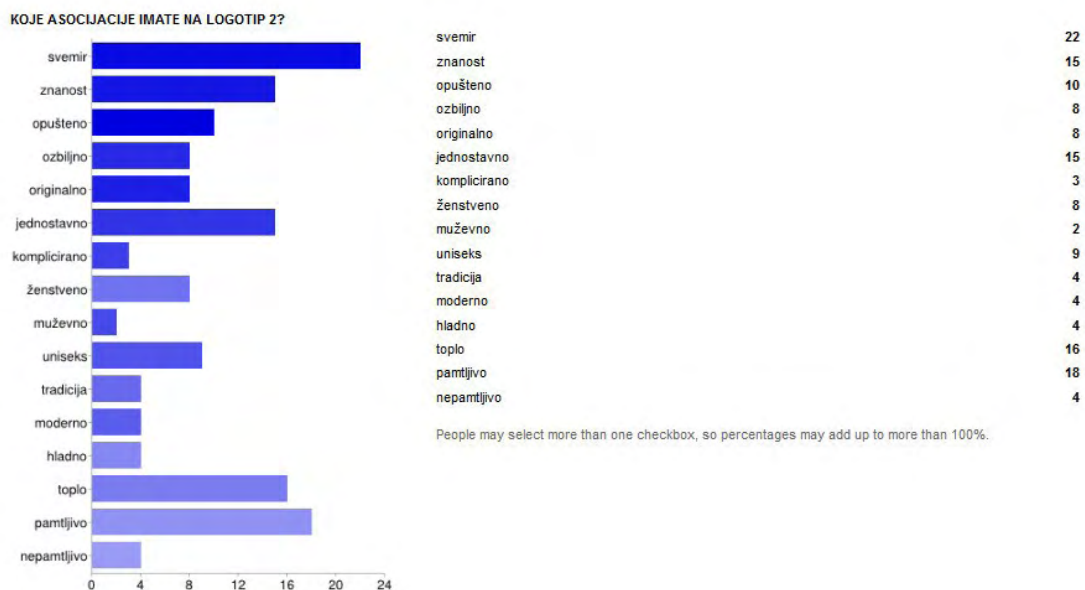 KOJE ASOCIJACIJE IMATE NA LOGOTIP 2?
svemir
znanost
opušteno
ozbiljno
originalno
jednostavno
komplicirano
ženstveno
muževno
uniseks
tradicija
moderno
hladno
toplo
pamtljivo
nepamtljivo
0 4 8 12 16 20 24
svemir 22
znanost 15
opušteno 10
ozbiljno 8
originalno 8
jednostavno 15
komplicirano 3
ženstveno 8
muževno 2
uniseks 9
tradicija 4
moderno 4
hladno 4
toplo 16
pamtljivo 18
nepamtljivo 4
People may select more than one checkbox, so percentages may add up to more than 100%.